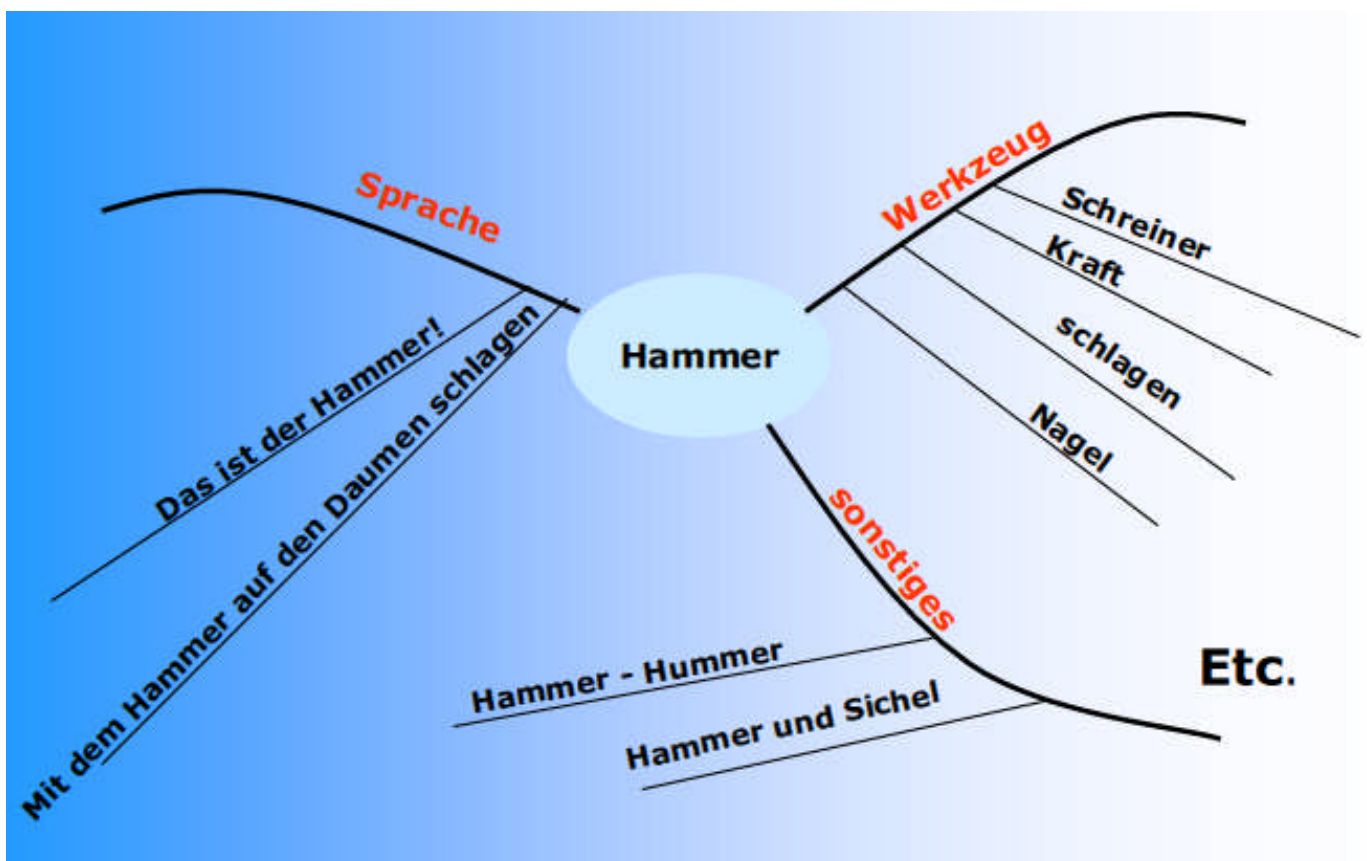 Hammer
Sprache
Das ist der Hammer!
Mit dem Hammer auf den Daumen schlagen
Werkzeug
Schreiner
Kraft
schlagen
Nagel
sonstiges
Hammer - Hummer
Hammer und Sichel
Etc.